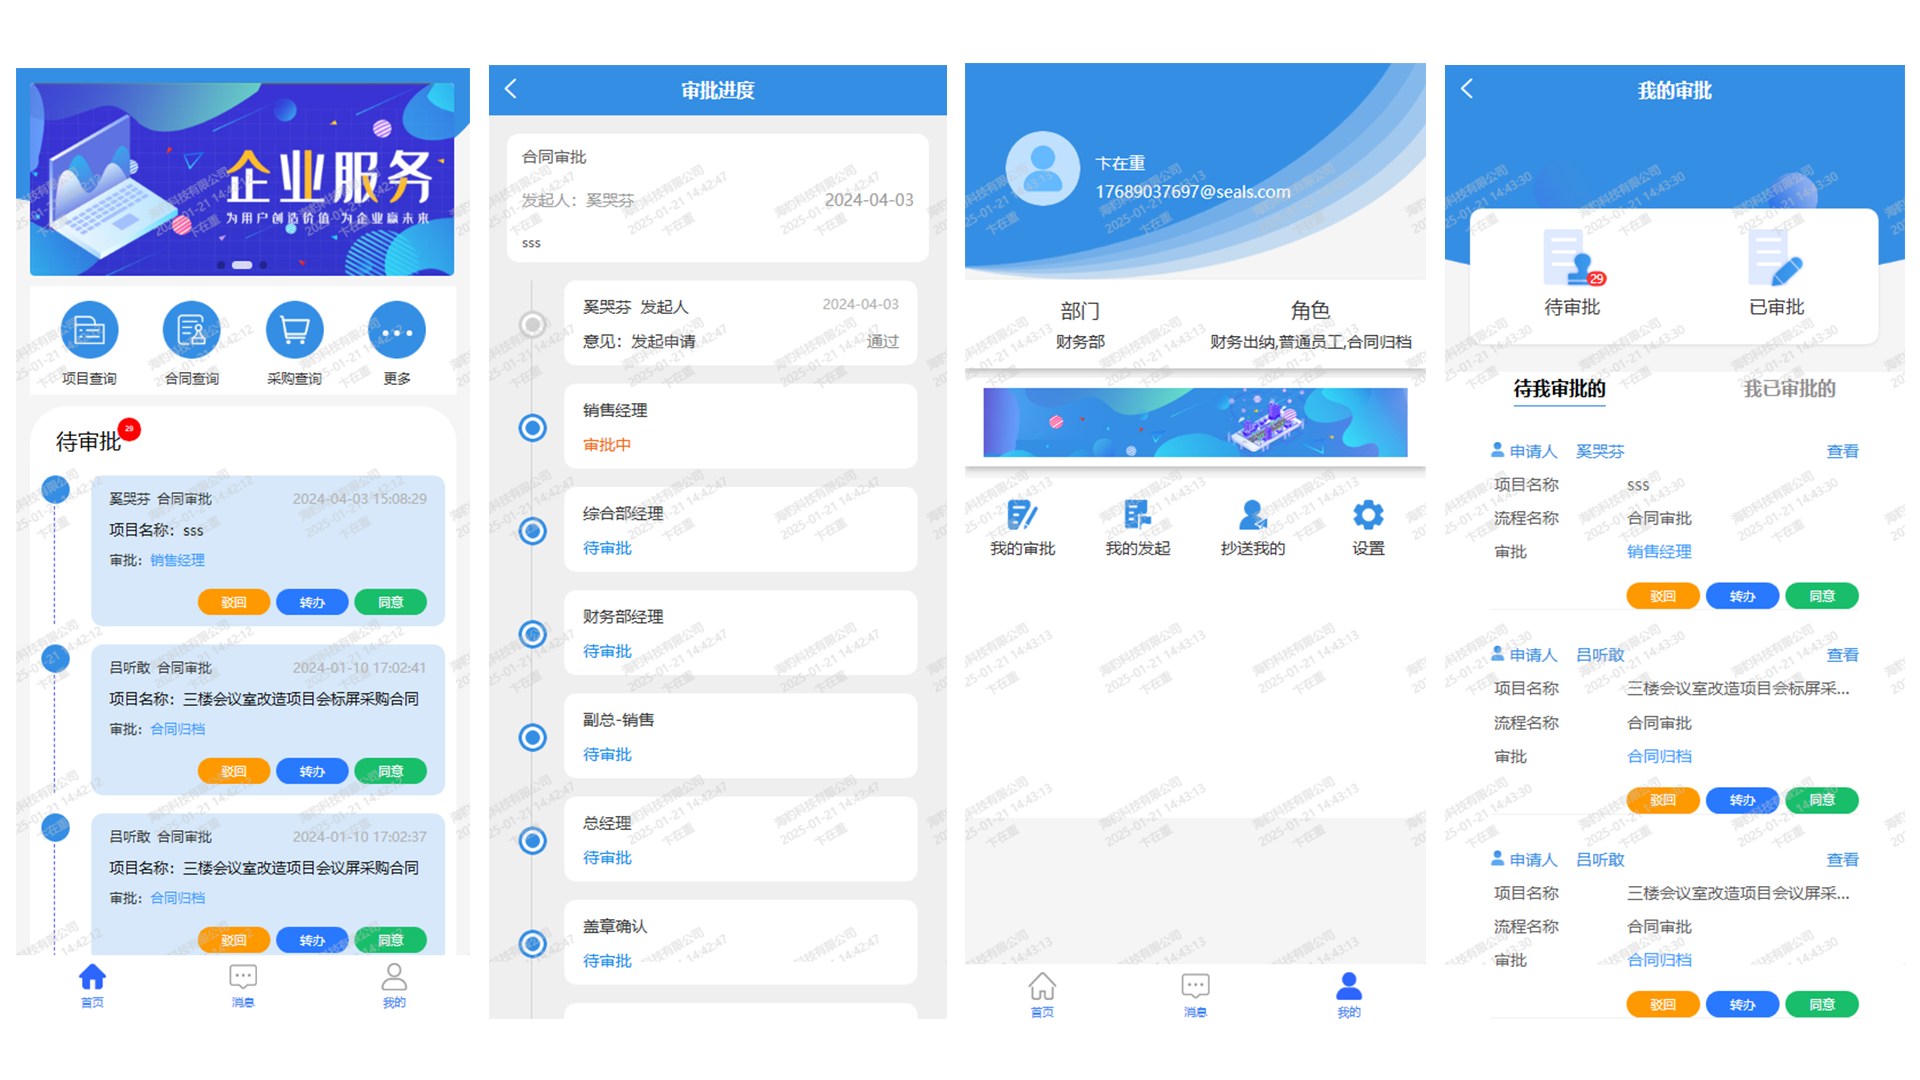 企业服务
为用户创造价值 为企业赢未来
项目查询
合同查询
采购查询
更多
待审批
29
奚哭芬 合同审批
2024-04-03 15:08:29
项目名称：sss
审批：销售经理
驳回
转办
同意
吕听敢 合同审批
2024-01-10 17:02:41
项目名称：三楼会议室改造项目会标屏采购合同
审批：合同归档
驳回
转办
同意
吕听敢 合同审批
2024-01-10 17:02:37
项目名称：三楼会议室改造项目会议屏采购合同
审批：合同归档
驳回
转办
同意
首页
消息
我的
审批进度
合同审批
发起人：奚哭芬
2024-04-03
sss
奚哭芬 发起人
2024-04-03
意见：发起申请
通过
销售经理
审批中
综合部经理
待审批
财务部经理
待审批
副总-销售
待审批
总经理
待审批
盖章确认
待审批
卞在重
17689037697@seals.com
部门
角色
财务部
财务出纳,普通员工,合同归档
我的审批
我的发起
抄送我的
设置
首页
消息
我的
我的审批
29
待审批
已审批
待我审批的
我已审批的
申请人 奚哭芬
查看
项目名称
sss
流程名称
合同审批
审批
销售经理
驳回
转办
同意
申请人 吕听敢
查看
项目名称
三楼会议室改造项目会标屏采...
流程名称
合同审批
审批
合同归档
驳回
转办
同意
申请人 吕听敢
查看
项目名称
三楼会议室改造项目会议屏采...
流程名称
合同审批
审批
合同归档
驳回
转办
同意